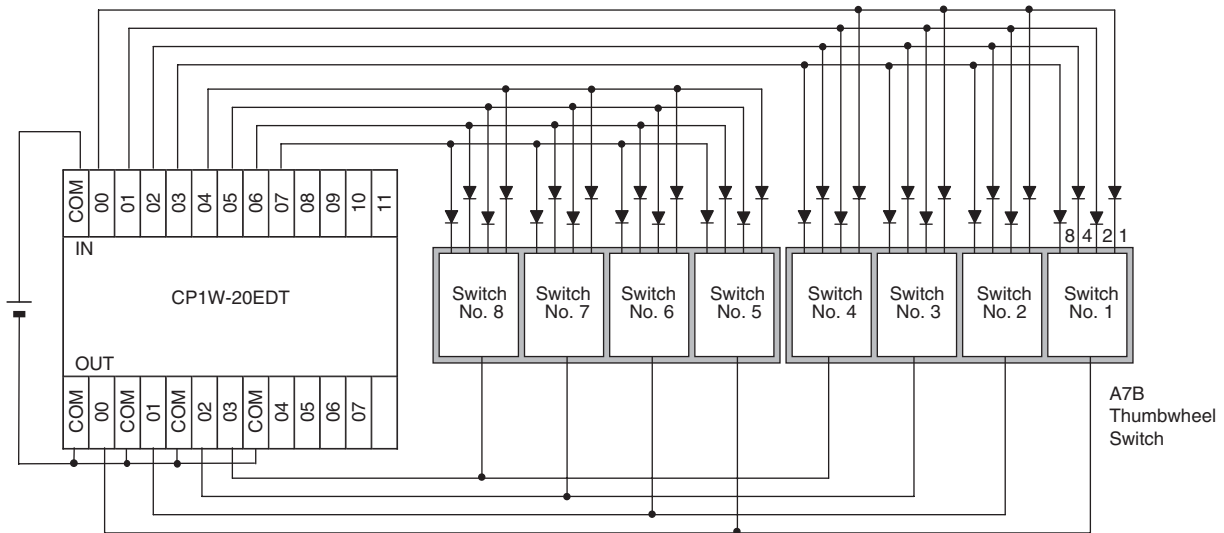 COM 00 01 02 03 04 05 06 07 08 09 10 11
IN
CP1W-20EDT
OUT
COM 00 COM 01 COM 02 03 COM 04 05 06 07
8 4 2 1
Switch No. 8
Switch No. 7
Switch No. 6
Switch No. 5
Switch No. 4
Switch No. 3
Switch No. 2
Switch No. 1
A7B
Thumbwheel
Switch